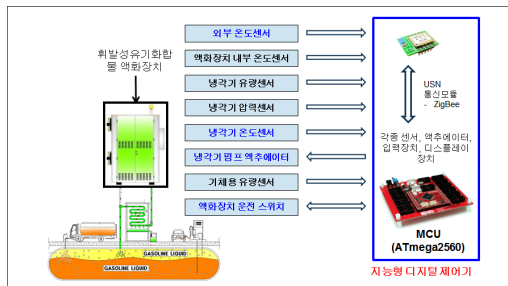 휘발성유기화합
물 액화장치
외부 온도센서
액화장치 내부 온도센서
냉각기 유량센서
냉각기 압력센서
냉각기 온도센서
냉각기 펌프 액추에이터
기체용 유량센서
액화장치 운전 스위치
USN
통신모듈
- ZigBee
각종 센서, 액추에이터,
입력장치, 디스플레이
장치
MCU
(ATmega2560)
지능형 디지털 제어기
GASOLINE LIQUID
GASOLINE LIQUID